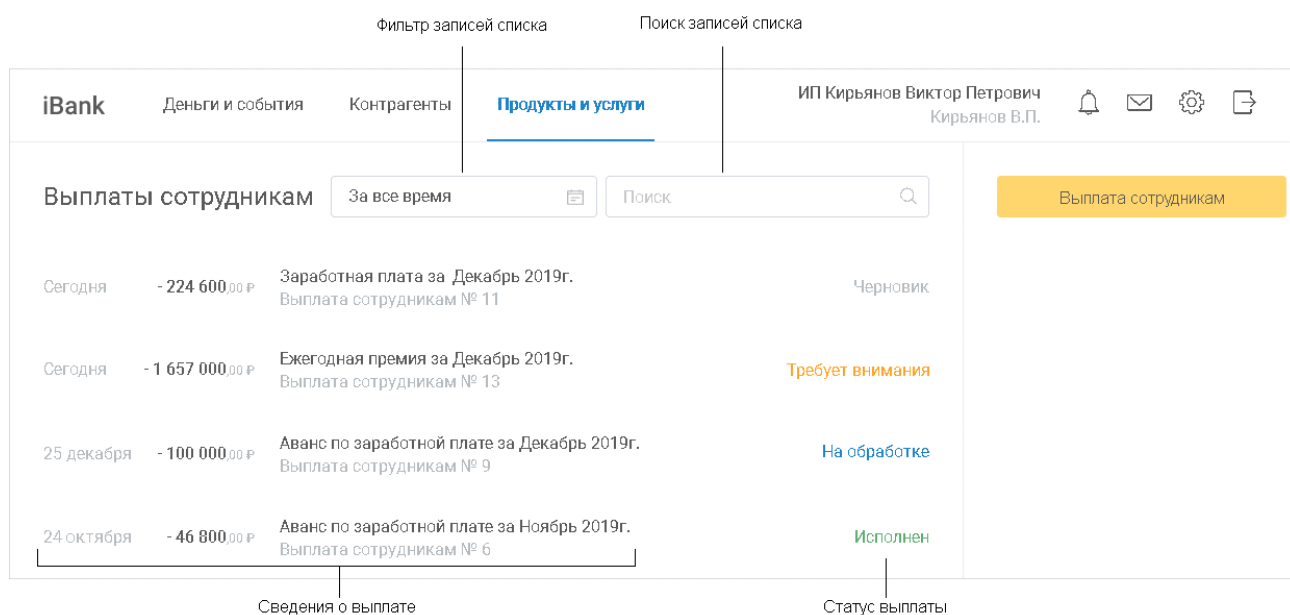 Фильтр записей списка Поиск записей списка
iBank Деньги и события Контрагенты Продукты и услуги ИП Кирьянов Виктор Петрович
Кирьянов В.П.
Выплаты сотрудникам За все время Поиск Выплата сотрудникам
Сегодня - 224 600,00 ₽ Заработная плата за Декабрь 2019г. Черновик
Выплата сотрудникам № 11
Сегодня - 1 657 000,00 ₽ Ежегодная премия за Декабрь 2019г. Требует внимания
Выплата сотрудникам № 13
25 декабря - 100 000,00 ₽ Аванс по заработной плате за Декабрь 2019г. На обработке
Выплата сотрудникам № 9
24 октября - 46 800,00 ₽ Аванс по заработной плате за Ноябрь 2019г. Исполнен
Выплата сотрудникам № 6
Сведения о выплате Статус выплаты